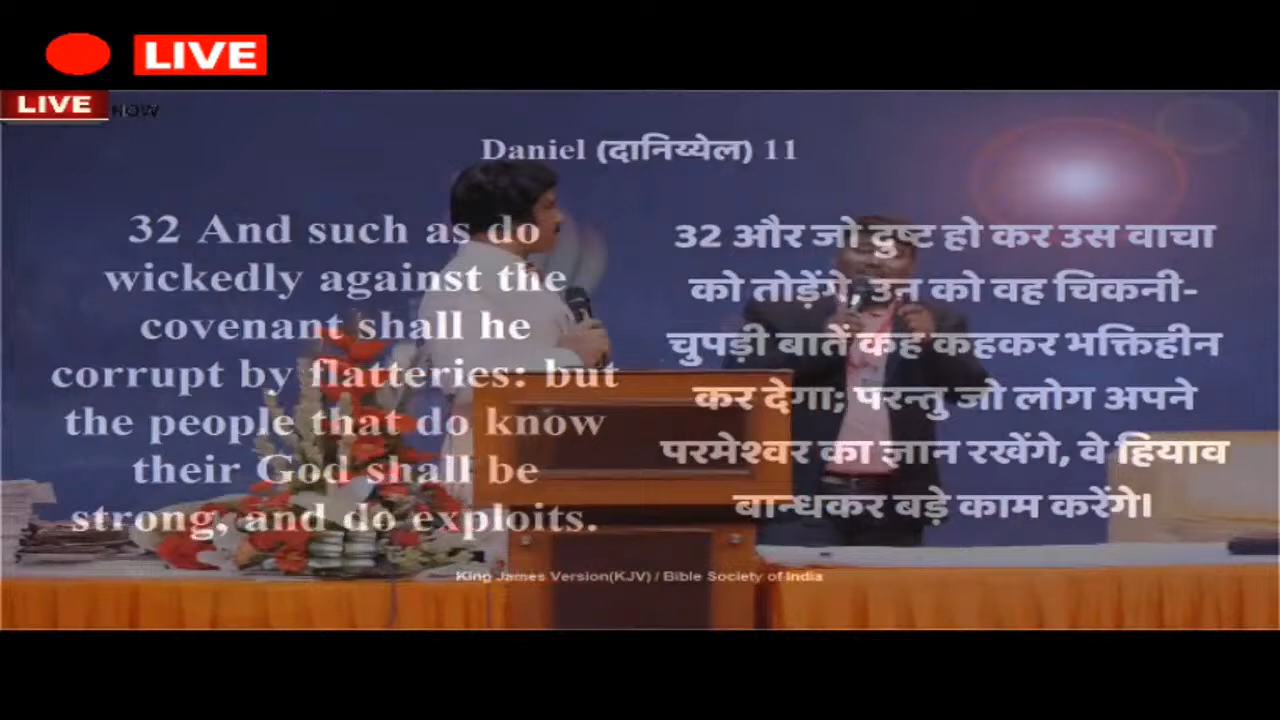 LIVE
LIVE
NOW
Daniel (दानिय्येल) 11
32 And such as do
wickedly against the
covenant shall he
corrupt by flatteries: but
the people that do know
their God shall be
strong, and do exploits.
32 और जो दुष्ट हो कर उस वाचा
को तोड़ेंगे, उन को वह चिकनी-
चुपड़ी बातें कह कहकर भक्तिहीन
कर देगा; परन्तु जो लोग अपने
परमेश्वर का ज्ञान रखेंगे, वे हियाव
बान्धकर बड़े काम करेंगे।
King James Version(KJV) / Bible Society of India